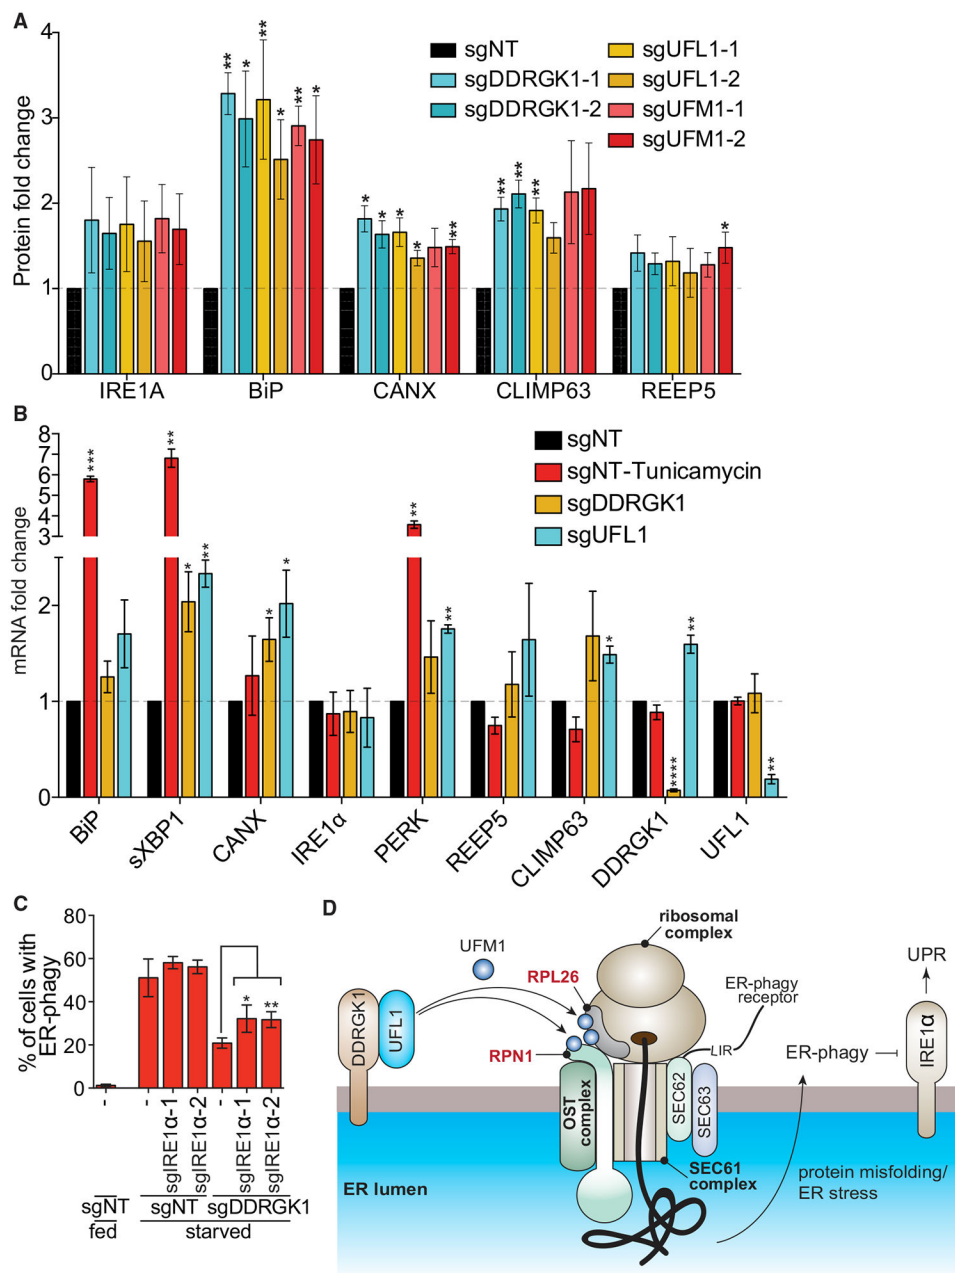 A
Protein fold change
4
3
2
1
0
sgNT
sgDDRGK1-1
sgDDRGK1-2
sgUFL1-1
sgUFL1-2
sgUFM1-1
sgUFM1-2
** * ** * ** *
* * * * **
** ** **
*
IRE1A BiP CANX CLIMP63 REEP5
B
mRNA fold change
8
7
6
5
4
3
2
1
0
sgNT
sgNT-Tunicamycin
sgDDRGK1
sgUFL1
***
** * **
* *
** **
*
**** **
**
BiP sXBP1 CANX IRE1α PERK REEP5 CLIMP63 DDRGK1 UFL1
C
% of cells with
ER-phagy
80
60
40
20
0
* **
- - sgIRE1α-1 sgIRE1α-2 - sgIRE1α-1 sgIRE1α-2
sgNT sgNT sgDDRGK1
fed starved
D
ribosomal
complex
UFM1
RPL26
RPN1
DDRGK1
UFL1
ER-phagy
receptor
LIR
UPR
ER-phagy
IRE1α
OST
complex
SEC62
SEC63
SEC61
complex
ER lumen
protein misfolding/
ER stress